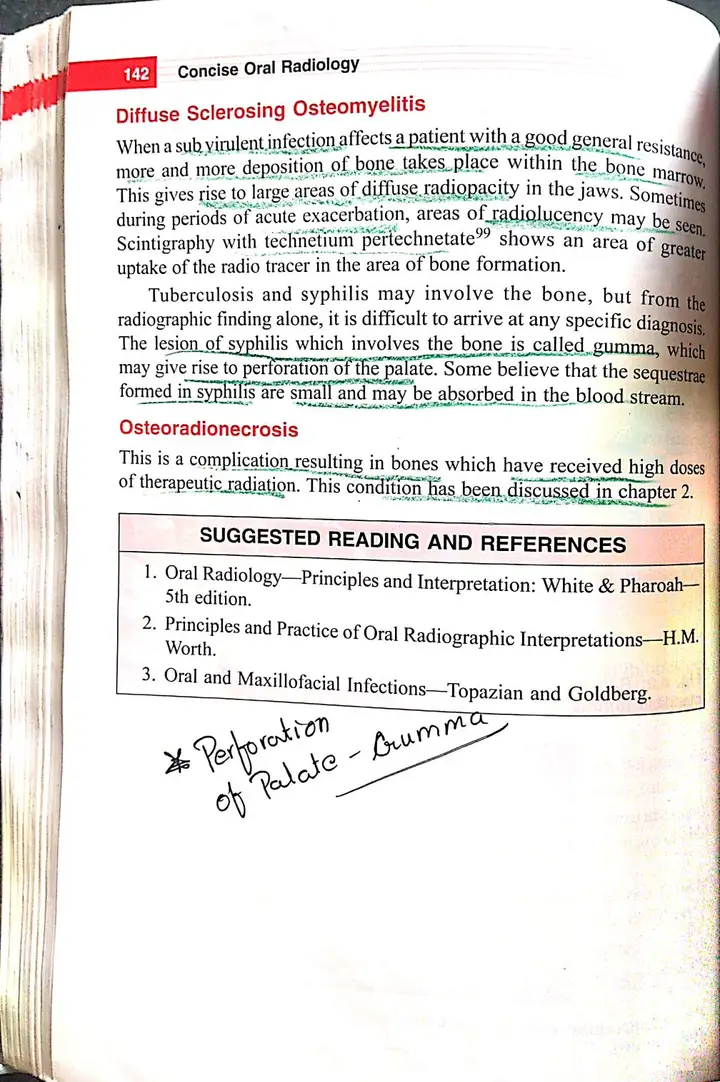 142 Concise Oral Radiology
Diffuse Sclerosing Osteomyelitis
When a sub virulent infection affects a patient with a good general resistance,
more and more deposition of bone takes place within the bone marrow.
This gives rise to large areas of diffuse radiopacity in the jaws. Sometimes
during periods of acute exacerbation, areas of radiolucency may be seen.
Scintigraphy with technetium pertechnetate⁹⁹ shows an area of greater
uptake of the radio tracer in the area of bone formation.
Tuberculosis and syphilis may involve the bone, but from the
radiographic finding alone, it is difficult to arrive at any specific diagnosis.
The lesion of syphilis which involves the bone is called gumma, which
may give rise to perforation of the palate. Some believe that the sequestrae
formed in syphilis are small and may be absorbed in the blood stream.
Osteoradionecrosis
This is a complication resulting in bones which have received high doses
of therapeutic radiation. This condition has been discussed in chapter 2.
SUGGESTED READING AND REFERENCES
1. Oral Radiology—Principles and Interpretation: White & Pharoah—
5th edition.
2. Principles and Practice of Oral Radiographic Interpretations—H.M.
Worth.
3. Oral and Maxillofacial Infections—Topazian and Goldberg.
* Perforation
of Palate - Gumma